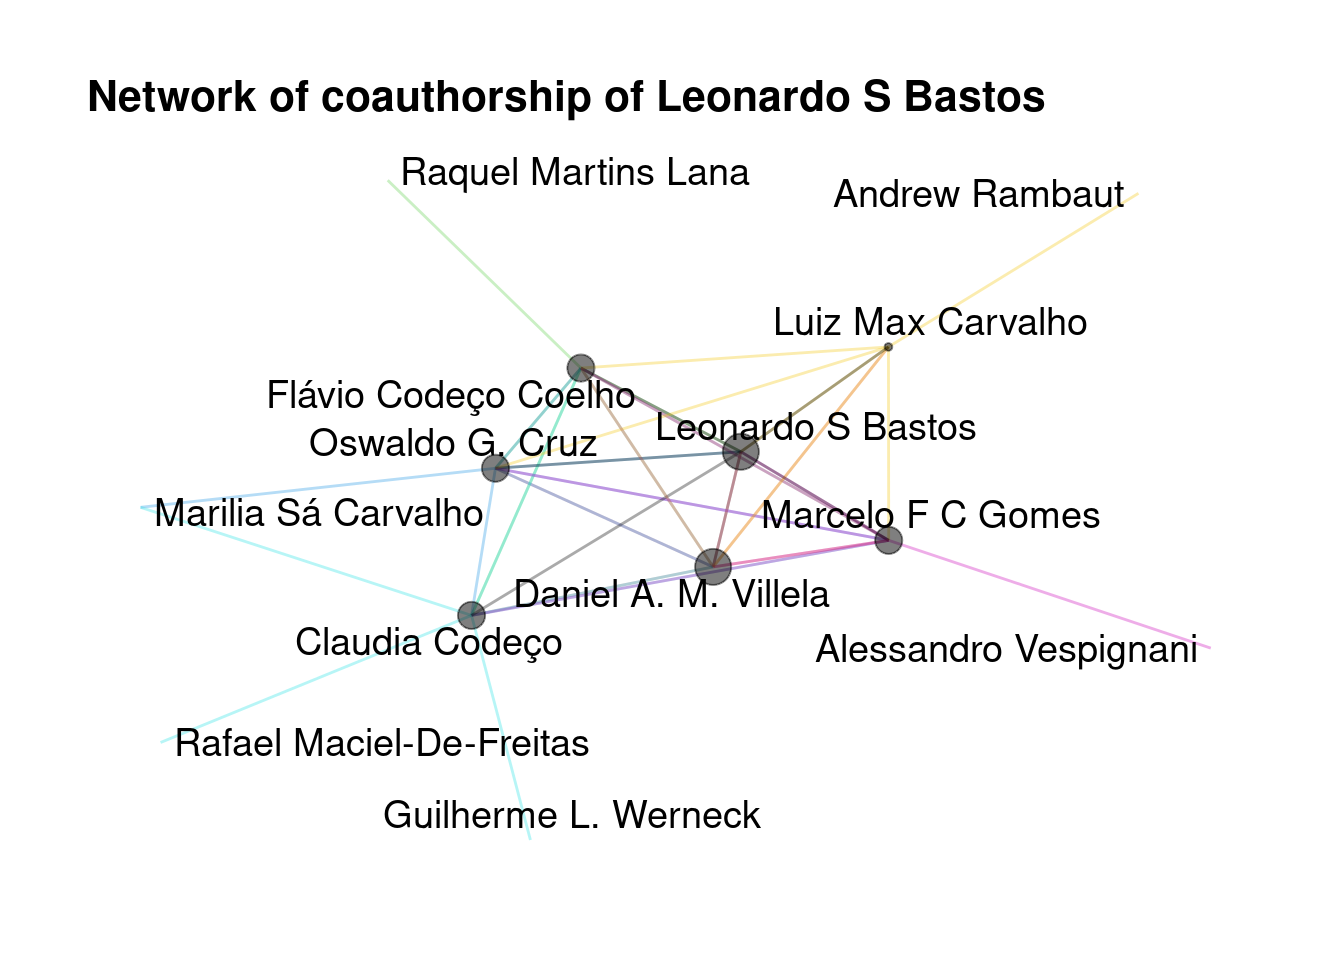 Network of coauthorship of Leonardo S Bastos
Raquel Martins Lana
Andrew Rambaut
Luiz Max Carvalho
Flávio Codeço Coelho
Leonardo S Bastos
Oswaldo G. Cruz
Marilia Sá Carvalho
Marcelo F C Gomes
Daniel A. M. Villela
Claudia Codeço
Alessandro Vespignani
Rafael Maciel-De-Freitas
Guilherme L. Werneck